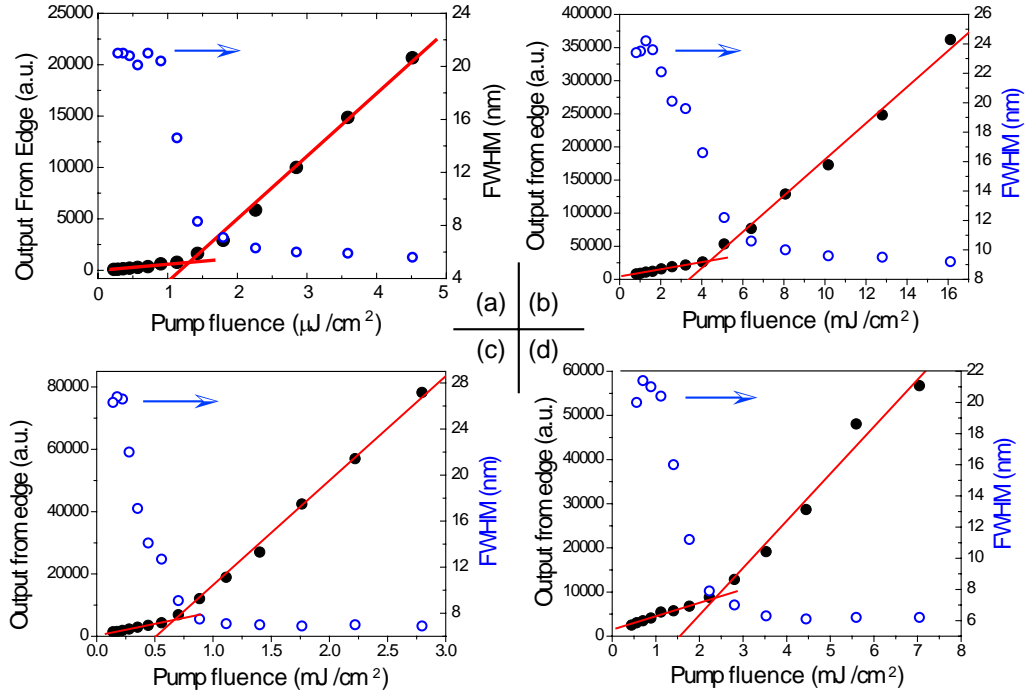 25000
20000
15000
10000
5000
0
Output From Edge (a.u.)
24
20
16
12
8
4
FWHM (nm)
0 1 2 3 4 5
Pump fluence (μJ/cm²)
(a)
400000
350000
300000
250000
200000
150000
100000
50000
0
Output from edge (a.u.)
26
24
22
20
18
16
14
12
10
8
FWHM (nm)
0 2 4 6 8 10 12 14 16
Pump fluence (mJ/cm²)
(b)
(c)
80000
60000
40000
20000
0
Output from edge (a.u.)
28
24
20
16
12
8
FWHM (nm)
0.0 0.5 1.0 1.5 2.0 2.5 3.0
Pump fluence (mJ/cm²)
(d)
60000
50000
40000
30000
20000
10000
0
Output from edge (a.u.)
22
20
18
16
14
12
10
8
6
FWHM (nm)
0 1 2 3 4 5 6 7 8
Pump fluence (mJ/cm²)